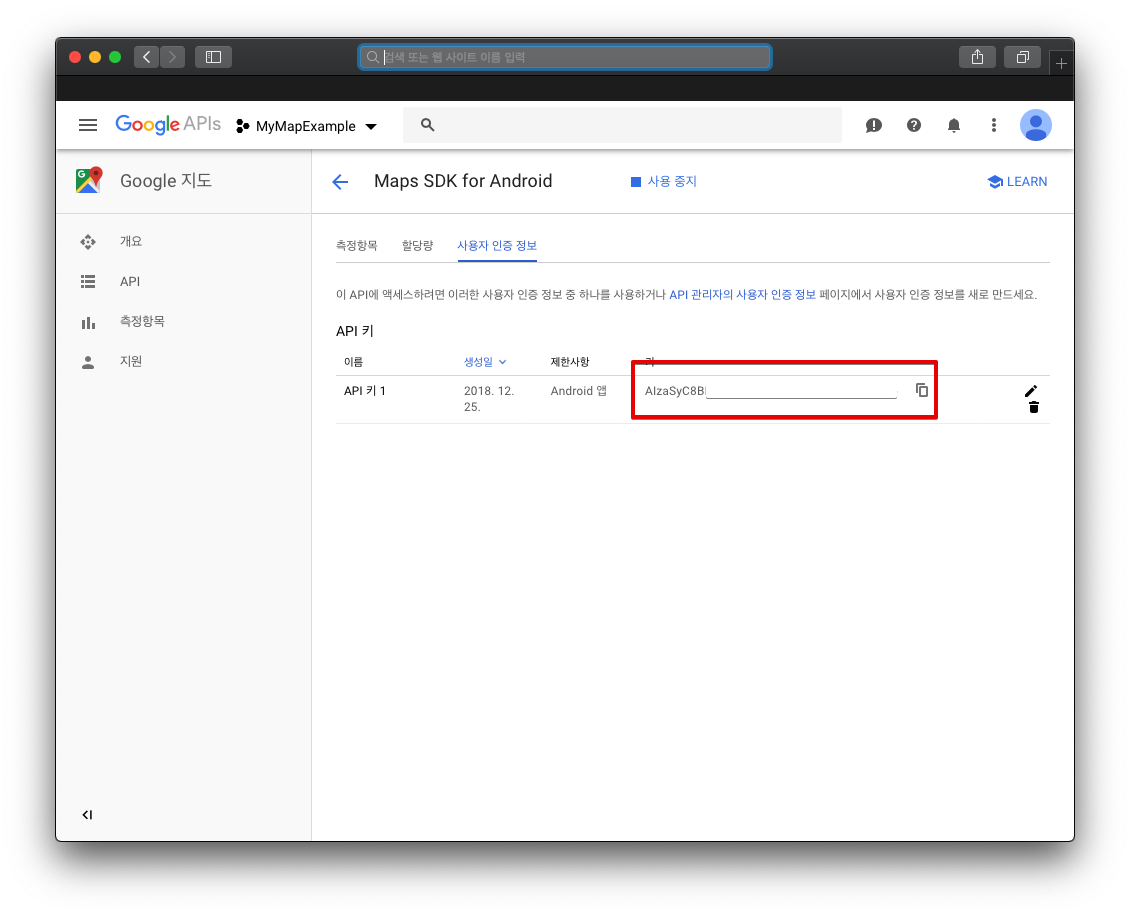 검색 또는 웹 사이트 이름 입력
Google APIs MyMapExample
Google 지도
Maps SDK for Android
사용 중지
LEARN
개요
API
측정항목
지원
측정항목 할당량 사용자 인증 정보
이 API에 액세스하려면 이러한 사용자 인증 정보 중 하나를 사용하거나 API 관리자의 사용자 인증 정보 페이지에서 사용자 인증 정보를 새로 만드세요.
API 키
이름 생성일 제한사항 키
API 키 1 2018. 12. 25. Android 앱 AIzaSyC8B